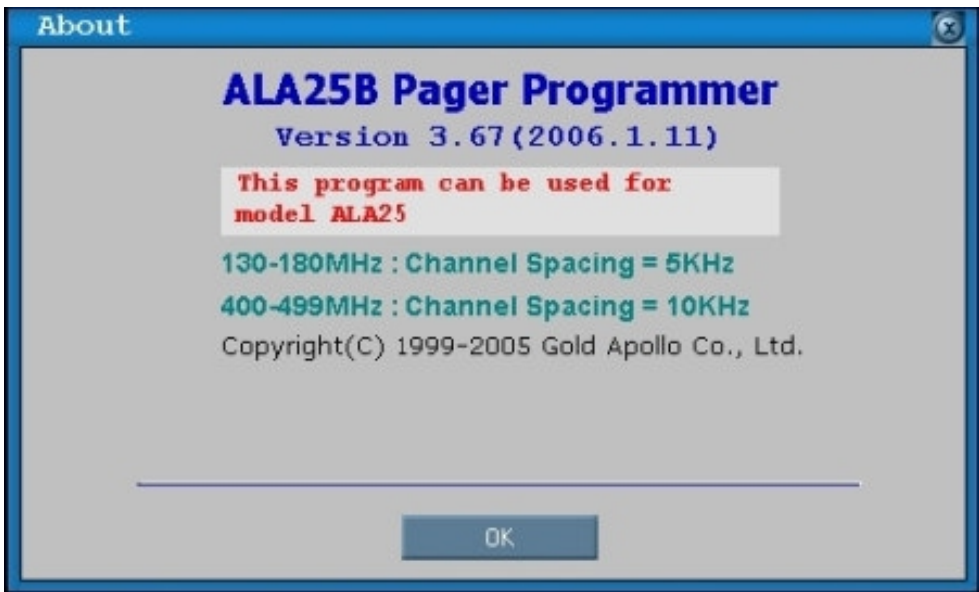 About
ALA25B Pager Programmer
Version 3.67(2006.1.11)
This program can be used for
model ALA25
130-180MHz : Channel Spacing = 5KHz
400-499MHz : Channel Spacing = 10KHz
Copyright(C) 1999-2005 Gold Apollo Co., Ltd.
OK